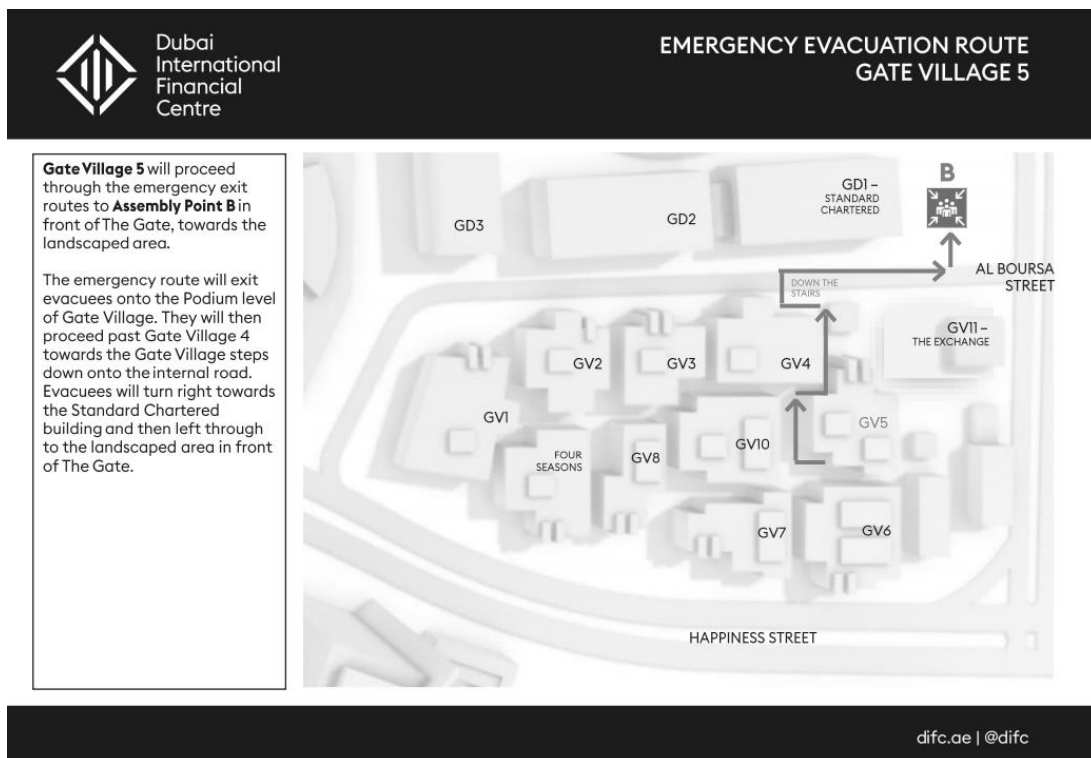 Dubai
International
Financial
Centre
EMERGENCY EVACUATION ROUTE
GATE VILLAGE 5
Gate Village 5 will proceed
through the emergency exit
routes to Assembly Point B in
front of The Gate, towards the
landscaped area.
The emergency route will exit
evacuees onto the Podium level
of Gate Village. They will then
proceed past Gate Village 4
towards the Gate Village steps
down onto the internal road.
Evacuees will turn right towards
the Standard Chartered
building and then left through
to the landscaped area in front
of The Gate.
B
GD1 –
STANDARD
CHARTERED
GD2
GD3
AL BOURSA
STREET
DOWN THE
STAIRS
GV11 –
THE EXCHANGE
GV2
GV3
GV4
GV1
GV5
FOUR
SEASONS
GV8
GV10
GV7
GV6
HAPPINESS STREET
difc.ae | @difc